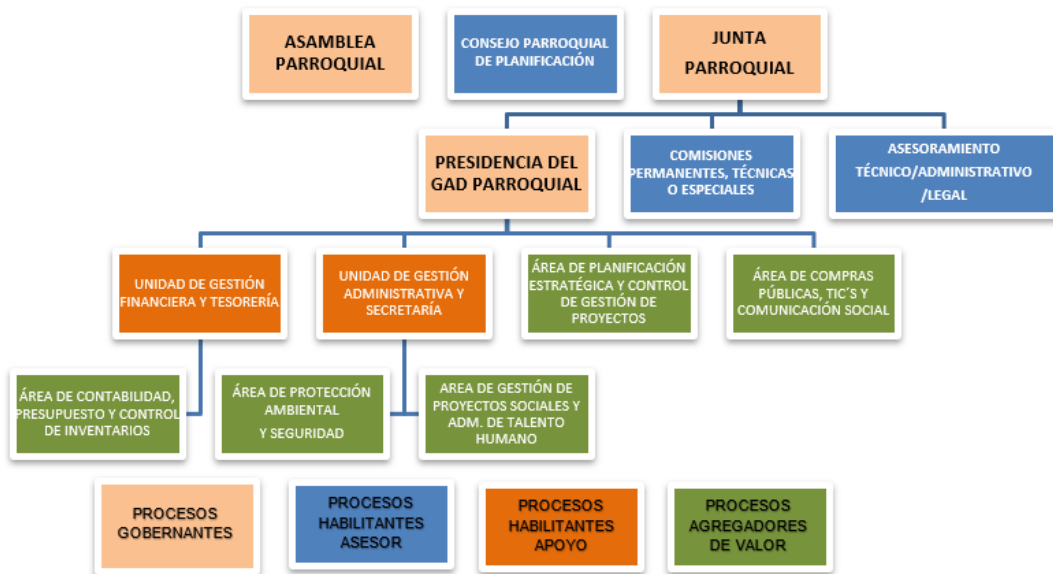 ASAMBLEA
PARROQUIAL
CONSEJO PARROQUIAL
DE PLANIFICACIÓN
JUNTA
PARROQUIAL
PRESIDENCIA DEL
GAD PARROQUIAL
COMISIONES
PERMANENTES, TÉCNICAS
O ESPECIALES
ASESORAMIENTO
TÉCNICO/ADMINISTRATIVO
/LEGAL
UNIDAD DE GESTIÓN
FINANCIERA Y TESORERÍA
UNIDAD DE GESTIÓN
ADMINISTRATIVA Y
SECRETARÍA
ÁREA DE PLANIFICACIÓN
ESTRATÉGICA Y CONTROL
DE GESTIÓN DE
PROYECTOS
ÁREA DE COMPRAS
PÚBLICAS, TIC´S Y
COMUNICACIÓN SOCIAL
ÁREA DE CONTABILIDAD,
PRESUPUESTO Y CONTROL
DE INVENTARIOS
ÁREA DE PROTECCIÓN
AMBIENTAL
Y SEGURIDAD
AREA DE GESTIÓN DE
PROYECTOS SOCIALES Y
ADM. DE TALENTO
HUMANO
PROCESOS
GOBERNANTES
PROCESOS
HABILITANTES
ASESOR
PROCESOS
HABILITANTES
APOYO
PROCESOS
AGREGADORES
DE VALOR